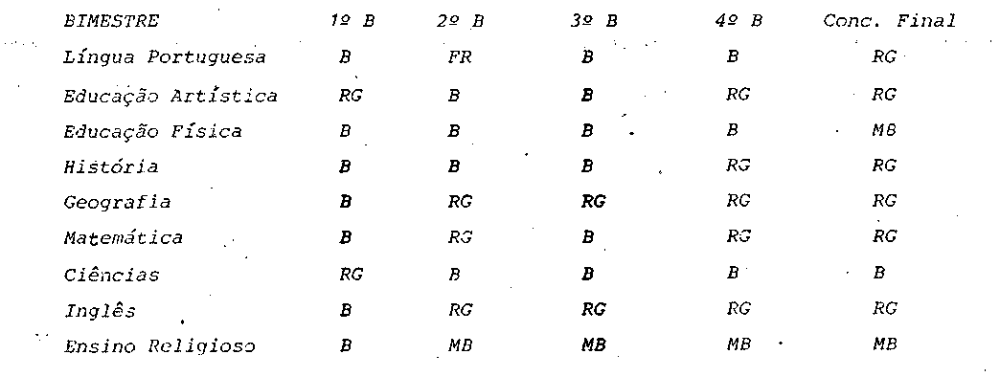 BIMESTRE 1º B 2º B 3º B 4º B Conc. Final
Língua Portuguesa B FR B B RG
Educação Artística RG B B RG RG
Educação Física B B B B MB
História B B B RG RG
Geografia B RG RG RG RG
Matemática B RG B RG RG
Ciências RG B B B B
Inglês B RG RG RG RG
Ensino Religioso B MB MB MB MB